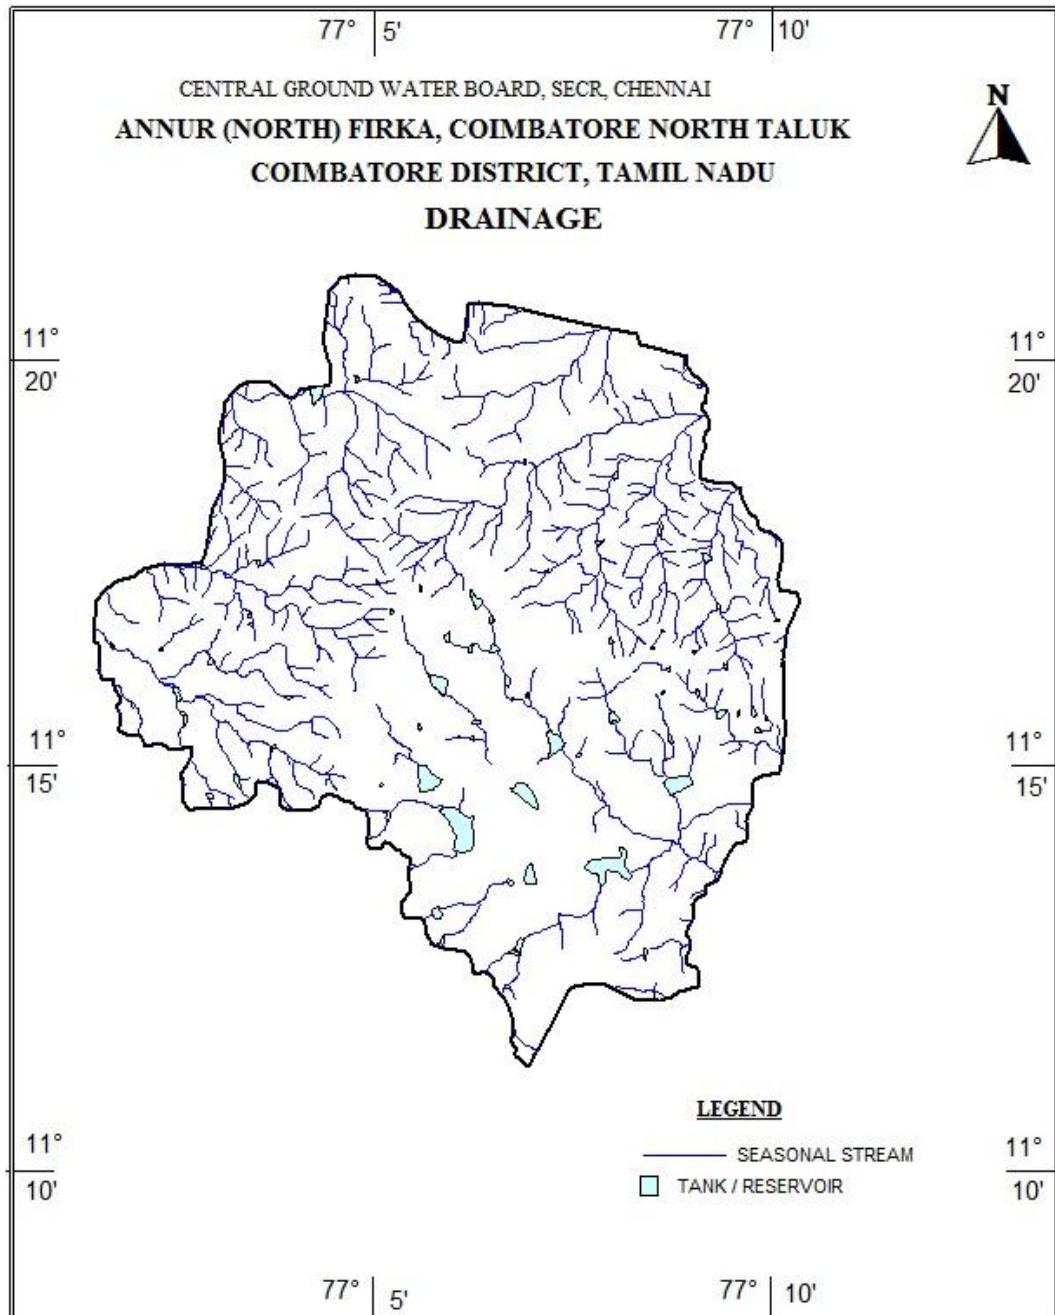 77° 5' 77° 10'
CENTRAL GROUND WATER BOARD, SECR, CHENNAI
N
ANNUR (NORTH) FIRKA, COIMBATORE NORTH TALUK
COIMBATORE DISTRICT, TAMIL NADU
DRAINAGE
11° 11°
20' 20'
11° 11°
15' 15'
LEGEND
11° SEASONAL STREAM 11°
10' TANK / RESERVOIR 10'
77° 5' 77° 10'